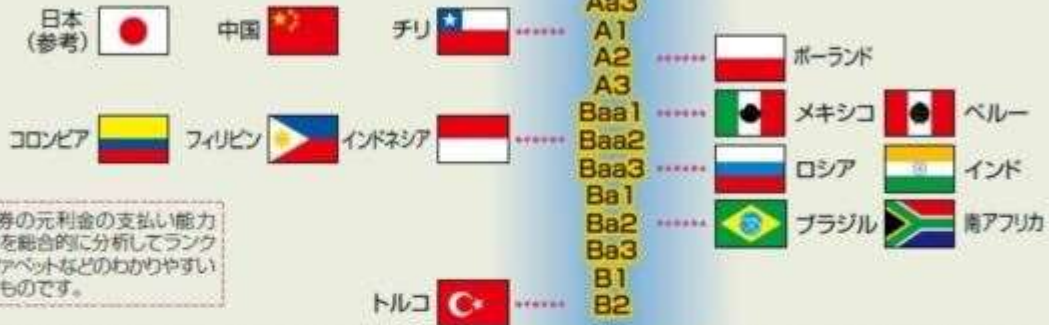 Aa3
日本 中国 チリ A1
(参考)
A2 ポーランド
A3
Baa1 メキシコ ペルー
コロンビア フィリピン インドネシア Baa2
Baa3 ロシア インド
Ba1
Ba2 ブラジル 南アフリカ
Ba3
B1
トルコ B2
券の元利金の支払い能力
を総合的に分析してランク
ァベットなどのわかりやすい
ものです。